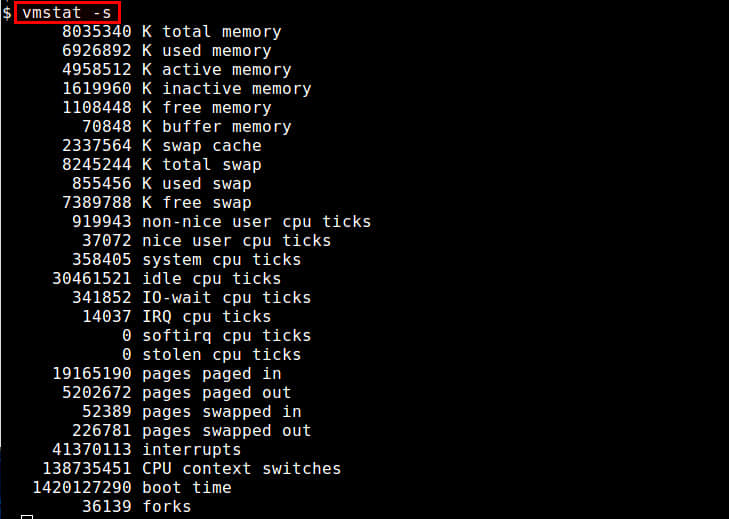 $ vmstat -s
8035340 K total memory
6926892 K used memory
4958512 K active memory
1619960 K inactive memory
1108448 K free memory
70848 K buffer memory
2337564 K swap cache
8245244 K total swap
855456 K used swap
7389788 K free swap
919943 non-nice user cpu ticks
37072 nice user cpu ticks
358405 system cpu ticks
30461521 idle cpu ticks
341852 IO-wait cpu ticks
14037 IRQ cpu ticks
0 softirq cpu ticks
0 stolen cpu ticks
19165190 pages paged in
5202672 pages paged out
52389 pages swapped in
226781 pages swapped out
41370113 interrupts
138735451 CPU context switches
1420127290 boot time
36139 forks